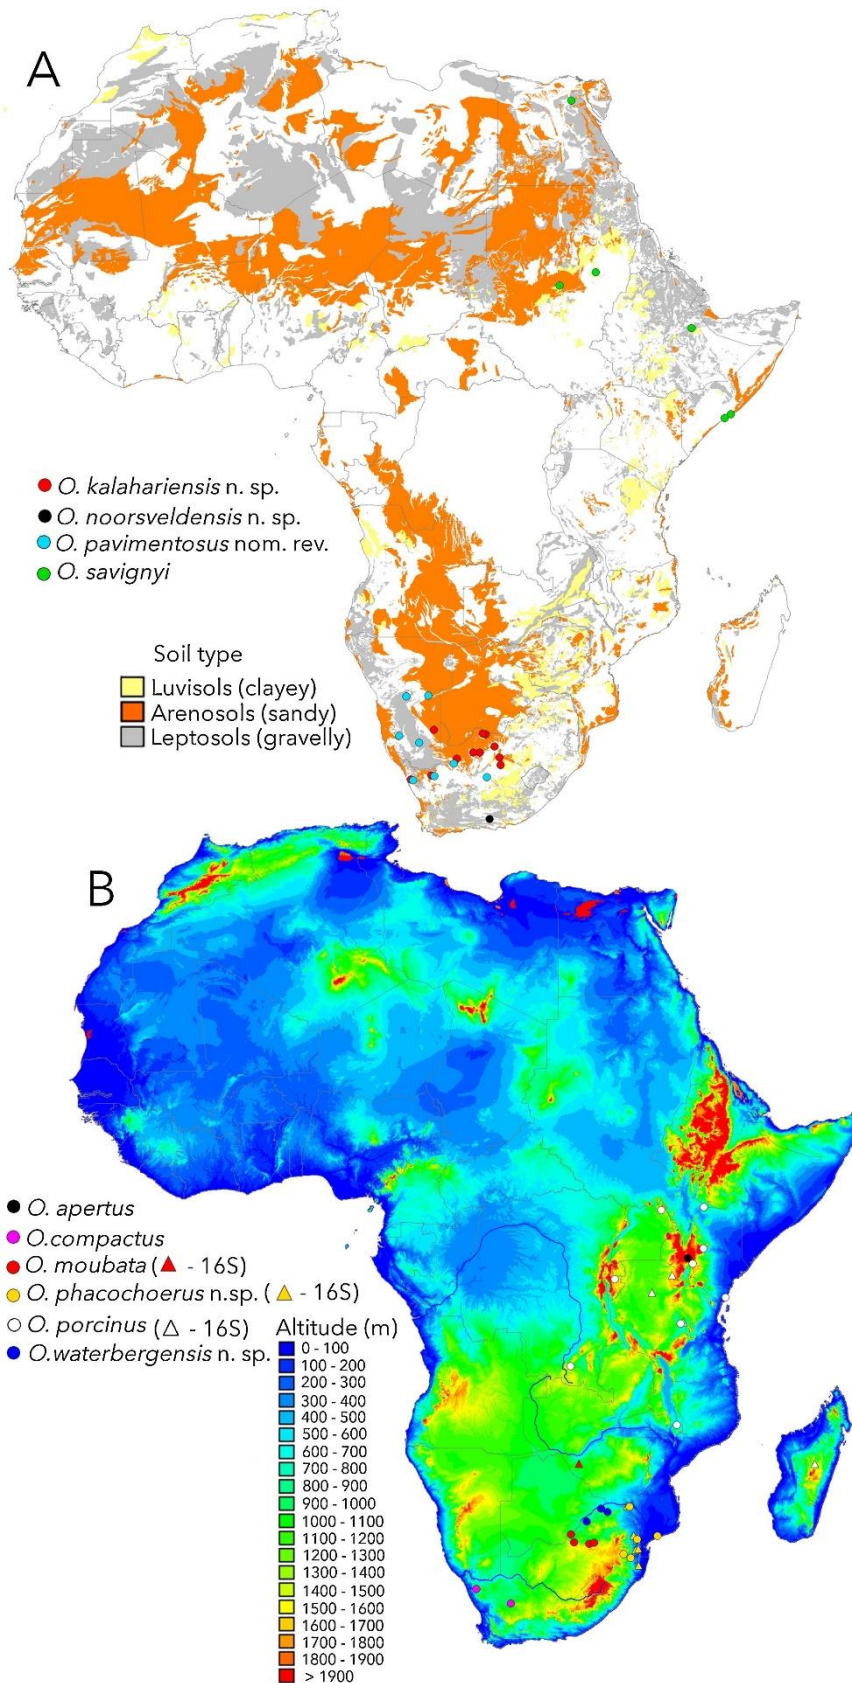 A
O. kalahariensis n. sp.
O. noorsveldensis n. sp.
O. pavimentosus nom. rev.
O. savignyi
Soil type
Luvisols (clayey)
Arenosols (sandy)
Leptosols (gravelly)
B
O. apertus
O.compactus
O. moubata ( - 16S)
O. phacochoerus n.sp. ( - 16S)
O. porcinus ( - 16S)
O.waterbergensis n. sp.
Altitude (m)
0 - 100
100 - 200
200 - 300
300 - 400
400 - 500
500 - 600
600 - 700
700 - 800
800 - 900
900 - 1000
1000 - 1100
1100 - 1200
1200 - 1300
1300 - 1400
1400 - 1500
1500 - 1600
1600 - 1700
1700 - 1800
1800 - 1900
> 1900